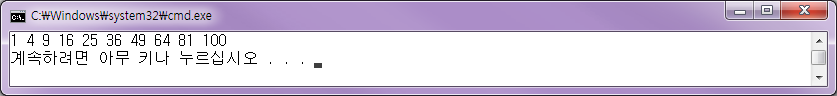 C:₩Windows₩system32₩cmd.exe
1 4 9 16 25 36 49 64 81 100
계속하려면 아무 키나 누르십시오 . . .